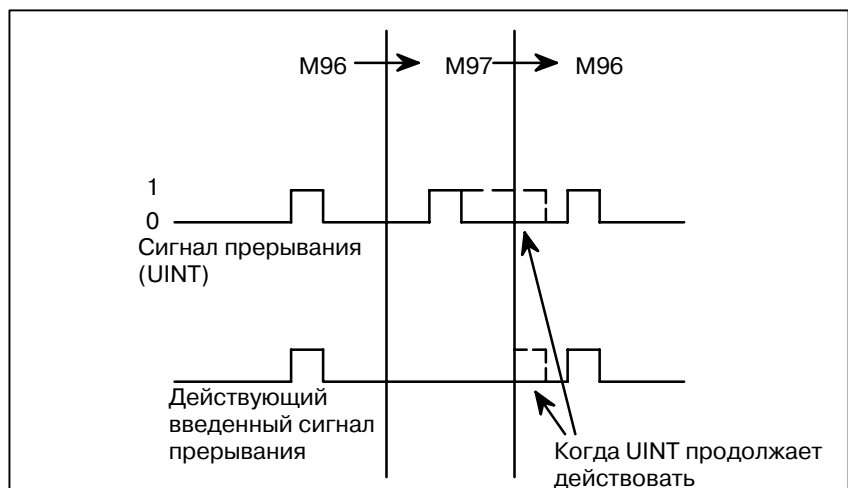 M96 M97 M96
1
0
Сигнал прерывания
(UINT)
Действующий
введенный сигнал
прерывания
Когда UINT продолжает
действовать